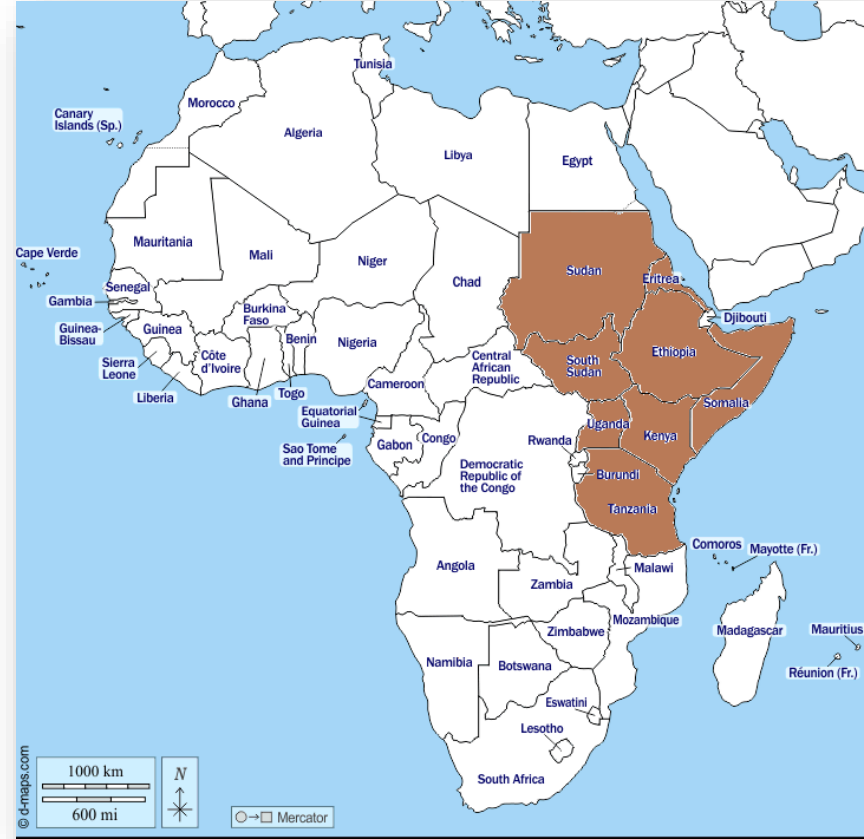 Tunisia
Morocco
Canary
Islands (Sp.)
Algeria
Libya
Egypt
Mauritania
Mali
Niger
Cape Verde
Chad
Sudan
Eritrea
Senegal
Gambia
Burkina
Faso
Djibouti
Guinea-
Bissau
Guinea
Benin
Nigeria
Ethiopia
Côte
d'Ivoire
Central
African
Republic
South
Sudan
Sierra
Leone
Liberia
Ghana
Togo
Cameroon
Somalia
Equatorial
Guinea
Uganda
Kenya
Gabon
Congo
Rwanda
Sao Tome
and Principe
Democratic
Republic of
the Congo
Burundi
Tanzania
Comoros
Mayotte (Fr.)
Angola
Malawi
Zambia
Mozambique
Zimbabwe
Madagascar
Mauritius
Namibia
Botswana
Réunion (Fr.)
Eswatini
Lesotho
South Africa
© d-maps.com
1000 km
600 mi
N
Mercator